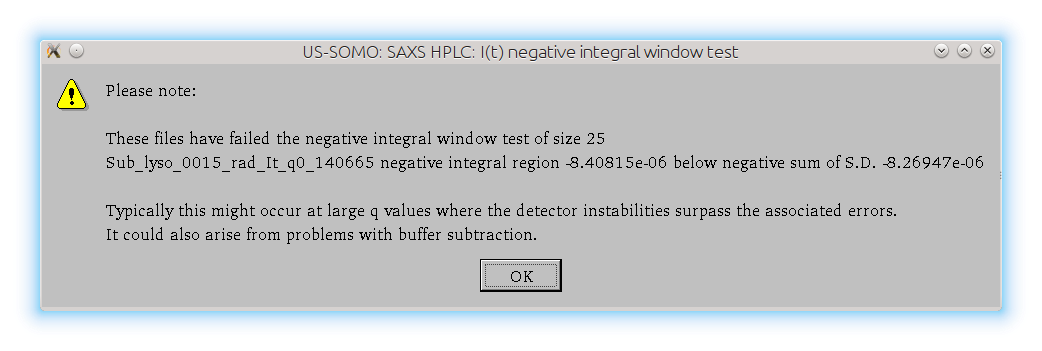 US-SOMO: SAXS HPLC: I(t) negative integral window test
Please note:
These files have failed the negative integral window test of size 25
Sub_lyso_0015_rad_It_q0_140665 negative integral region -8.40815e-06 below negative sum of S.D. -8.26947e-06
Typically this might occur at large q values where the detector instabilities surpass the associated errors.
It could also arise from problems with buffer subtraction.
OK